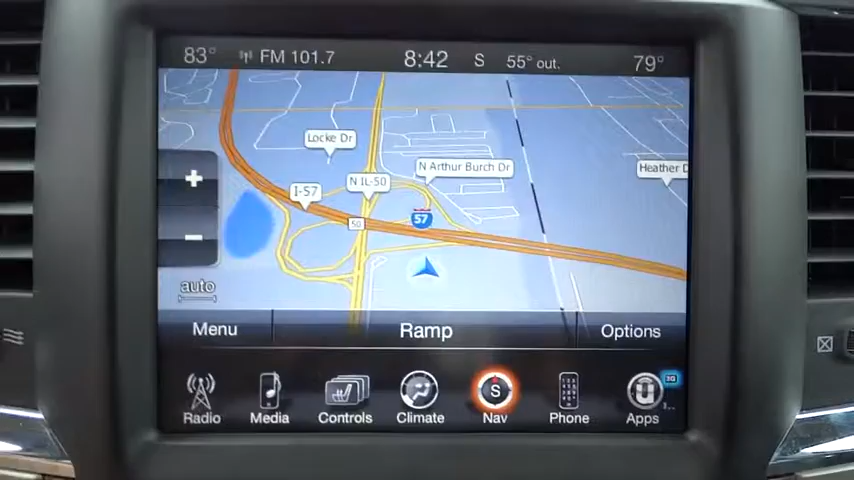 83° FM 101.7 8:42 S 55° out. 79°
Locke Dr
N Arthur Burch Dr
Heather D
N IL-50
I-57
57
50
auto
Menu Ramp Options
S
3G
Radio Media Controls Climate Nav Phone Apps